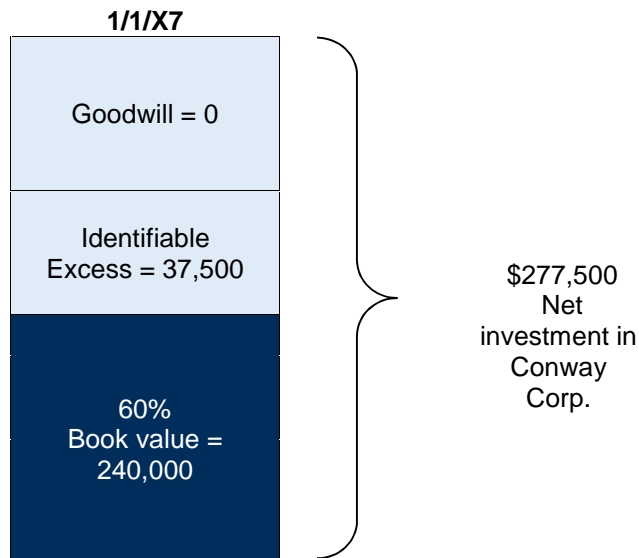 1/1/X7
Goodwill = 0
Identifiable
Excess = 37,500
60%
Book value =
240,000
$277,500
Net
investment in
Conway
Corp.